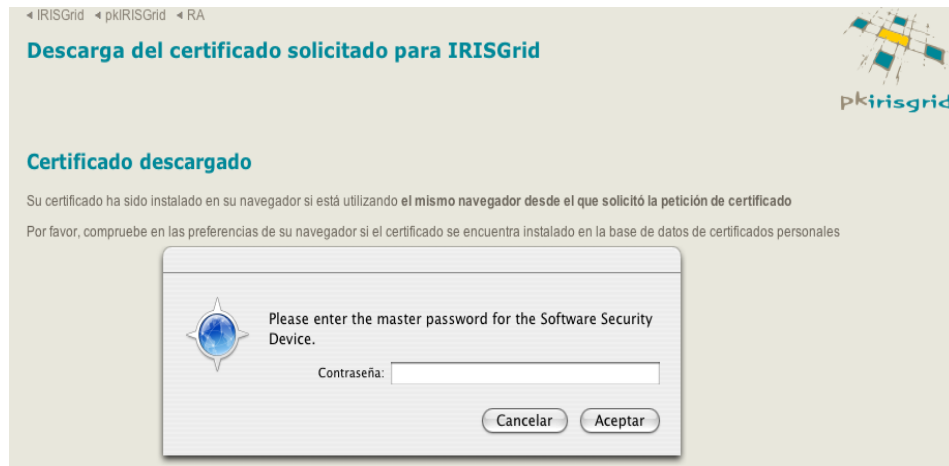 IRISGrid pkIRISGrid RA
Descarga del certificado solicitado para IRISGrid
pkirisgrid
Certificado descargado
Su certificado ha sido instalado en su navegador si está utilizando el mismo navegador desde el que solicitó la petición de certificado
Por favor, compruebe en las preferencias de su navegador si el certificado se encuentra instalado en la base de datos de certificados personales
Please enter the master password for the Software Security
Device.
Contraseña:
Cancelar Aceptar